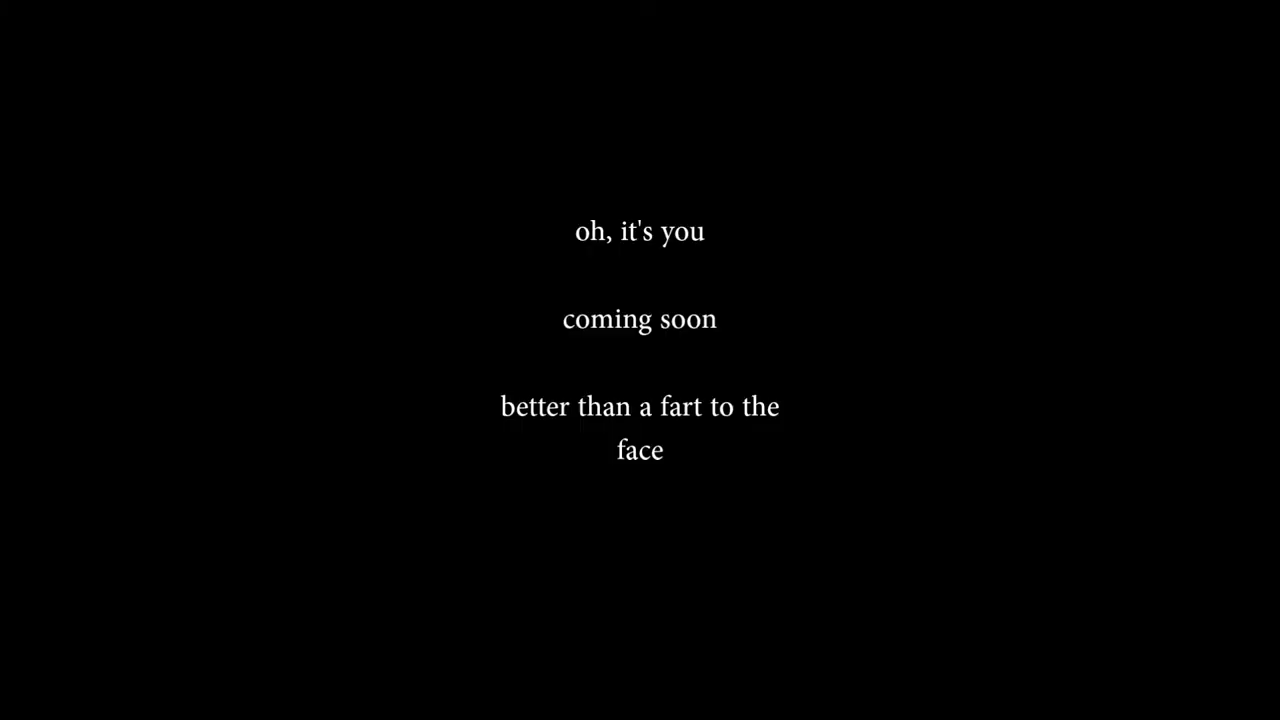 oh, it's you
coming soon
better than a fart to the
face